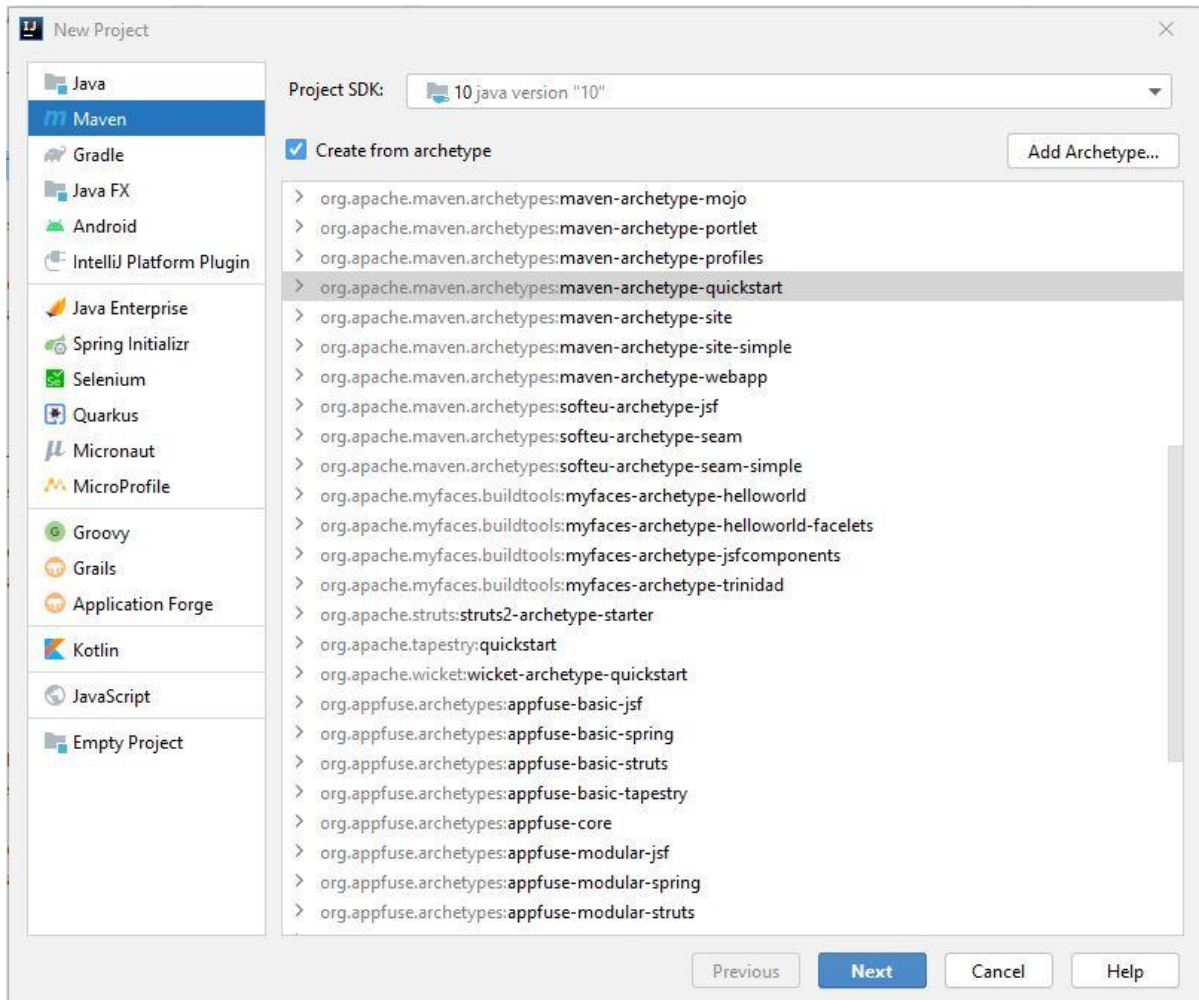 New Project
Java
Maven
Gradle
Java FX
Android
IntelliJ Platform Plugin
Java Enterprise
Spring Initializr
Selenium
Quarkus
Micronaut
MicroProfile
Groovy
Grails
Application Forge
Kotlin
JavaScript
Empty Project
Project SDK: 10 java version "10"
Create from archetype
Add Archetype...
org.apache.maven.archetypes:maven-archetype-mojo
org.apache.maven.archetypes:maven-archetype-portlet
org.apache.maven.archetypes:maven-archetype-profiles
org.apache.maven.archetypes:maven-archetype-quickstart
org.apache.maven.archetypes:maven-archetype-site
org.apache.maven.archetypes:maven-archetype-site-simple
org.apache.maven.archetypes:maven-archetype-webapp
org.apache.maven.archetypes:softeu-archetype-jsf
org.apache.maven.archetypes:softeu-archetype-seam
org.apache.maven.archetypes:softeu-archetype-seam-simple
org.apache.myfaces.buildtools:myfaces-archetype-helloworld
org.apache.myfaces.buildtools:myfaces-archetype-helloworld-facelets
org.apache.myfaces.buildtools:myfaces-archetype-jsfcomponents
org.apache.myfaces.buildtools:myfaces-archetype-trinidad
org.apache.struts:struts2-archetype-starter
org.apache.tapestry:quickstart
org.apache.wicket:wicket-archetype-quickstart
org.appfuse.archetypes:appfuse-basic-jsf
org.appfuse.archetypes:appfuse-basic-spring
org.appfuse.archetypes:appfuse-basic-struts
org.appfuse.archetypes:appfuse-basic-tapestry
org.appfuse.archetypes:appfuse-core
org.appfuse.archetypes:appfuse-modular-jsf
org.appfuse.archetypes:appfuse-modular-spring
org.appfuse.archetypes:appfuse-modular-struts
Previous
Next
Cancel
Help